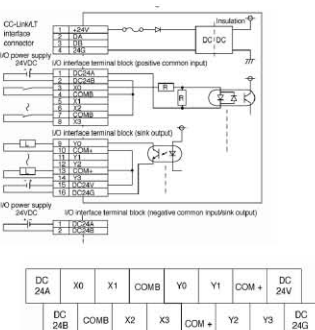 CC-Link/LT
interface
connector
1 +24V
2 DA
3 DB
4 24G
Insulation
DC DC
I/O power supply
24VDC
I/O interface terminal block (positive common input)
1 DC24A
2 DC24B
3 X0
4 COMB
5 X1
6 X2
7 COMB
8 X3
R
R
I/O interface terminal block (sink output)
L
L
9 Y0
10 COM+
11 Y1
12 Y2
13 COM+
14 Y3
15 DC24V
16 DC24G
I/O power supply
24VDC
I/O interface terminal block (negative common input/sink output)
1 DC24A
2 DC24B
DC 24A X0 X1 COMB Y0 Y1 COM + DC 24V
DC 24B COMB X2 X3 COM + Y2 Y3 DC 24G